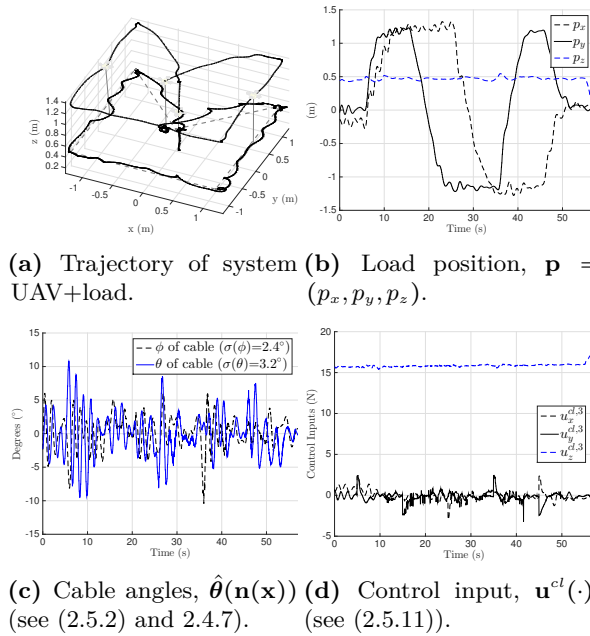 1.4
1.2
1
0.8
0.6
0.4
0.2
z (m)
-1
-0.5
0
0.5
1
x (m)
-1
-0.5
0
0.5
1
y (m)
1.5
1
0.5
0
-0.5
-1
-1.5
(m)
0 10 20 30 40 50
Time (s)
p_x
p_y
p_z
(a) Trajectory of system UAV+load.
(b) Load position, p = (p_x, p_y, p_z).
15
10
5
0
-5
-10
-15
Degrees (°)
0 10 20 30 40 50
Time (s)
ϕ of cable (σ(ϕ)=2.4°)
θ of cable (σ(θ)=3.2°)
20
15
10
5
0
-5
Control Inputs (N)
0 10 20 30 40 50
Time (s)
u_x^{cl,3}
u_y^{cl,3}
u_z^{cl,3}
(c) Cable angles, θ̂(n(x)) (see (2.5.2) and 2.4.7).
(d) Control input, u^{cl}(·) (see (2.5.11)).